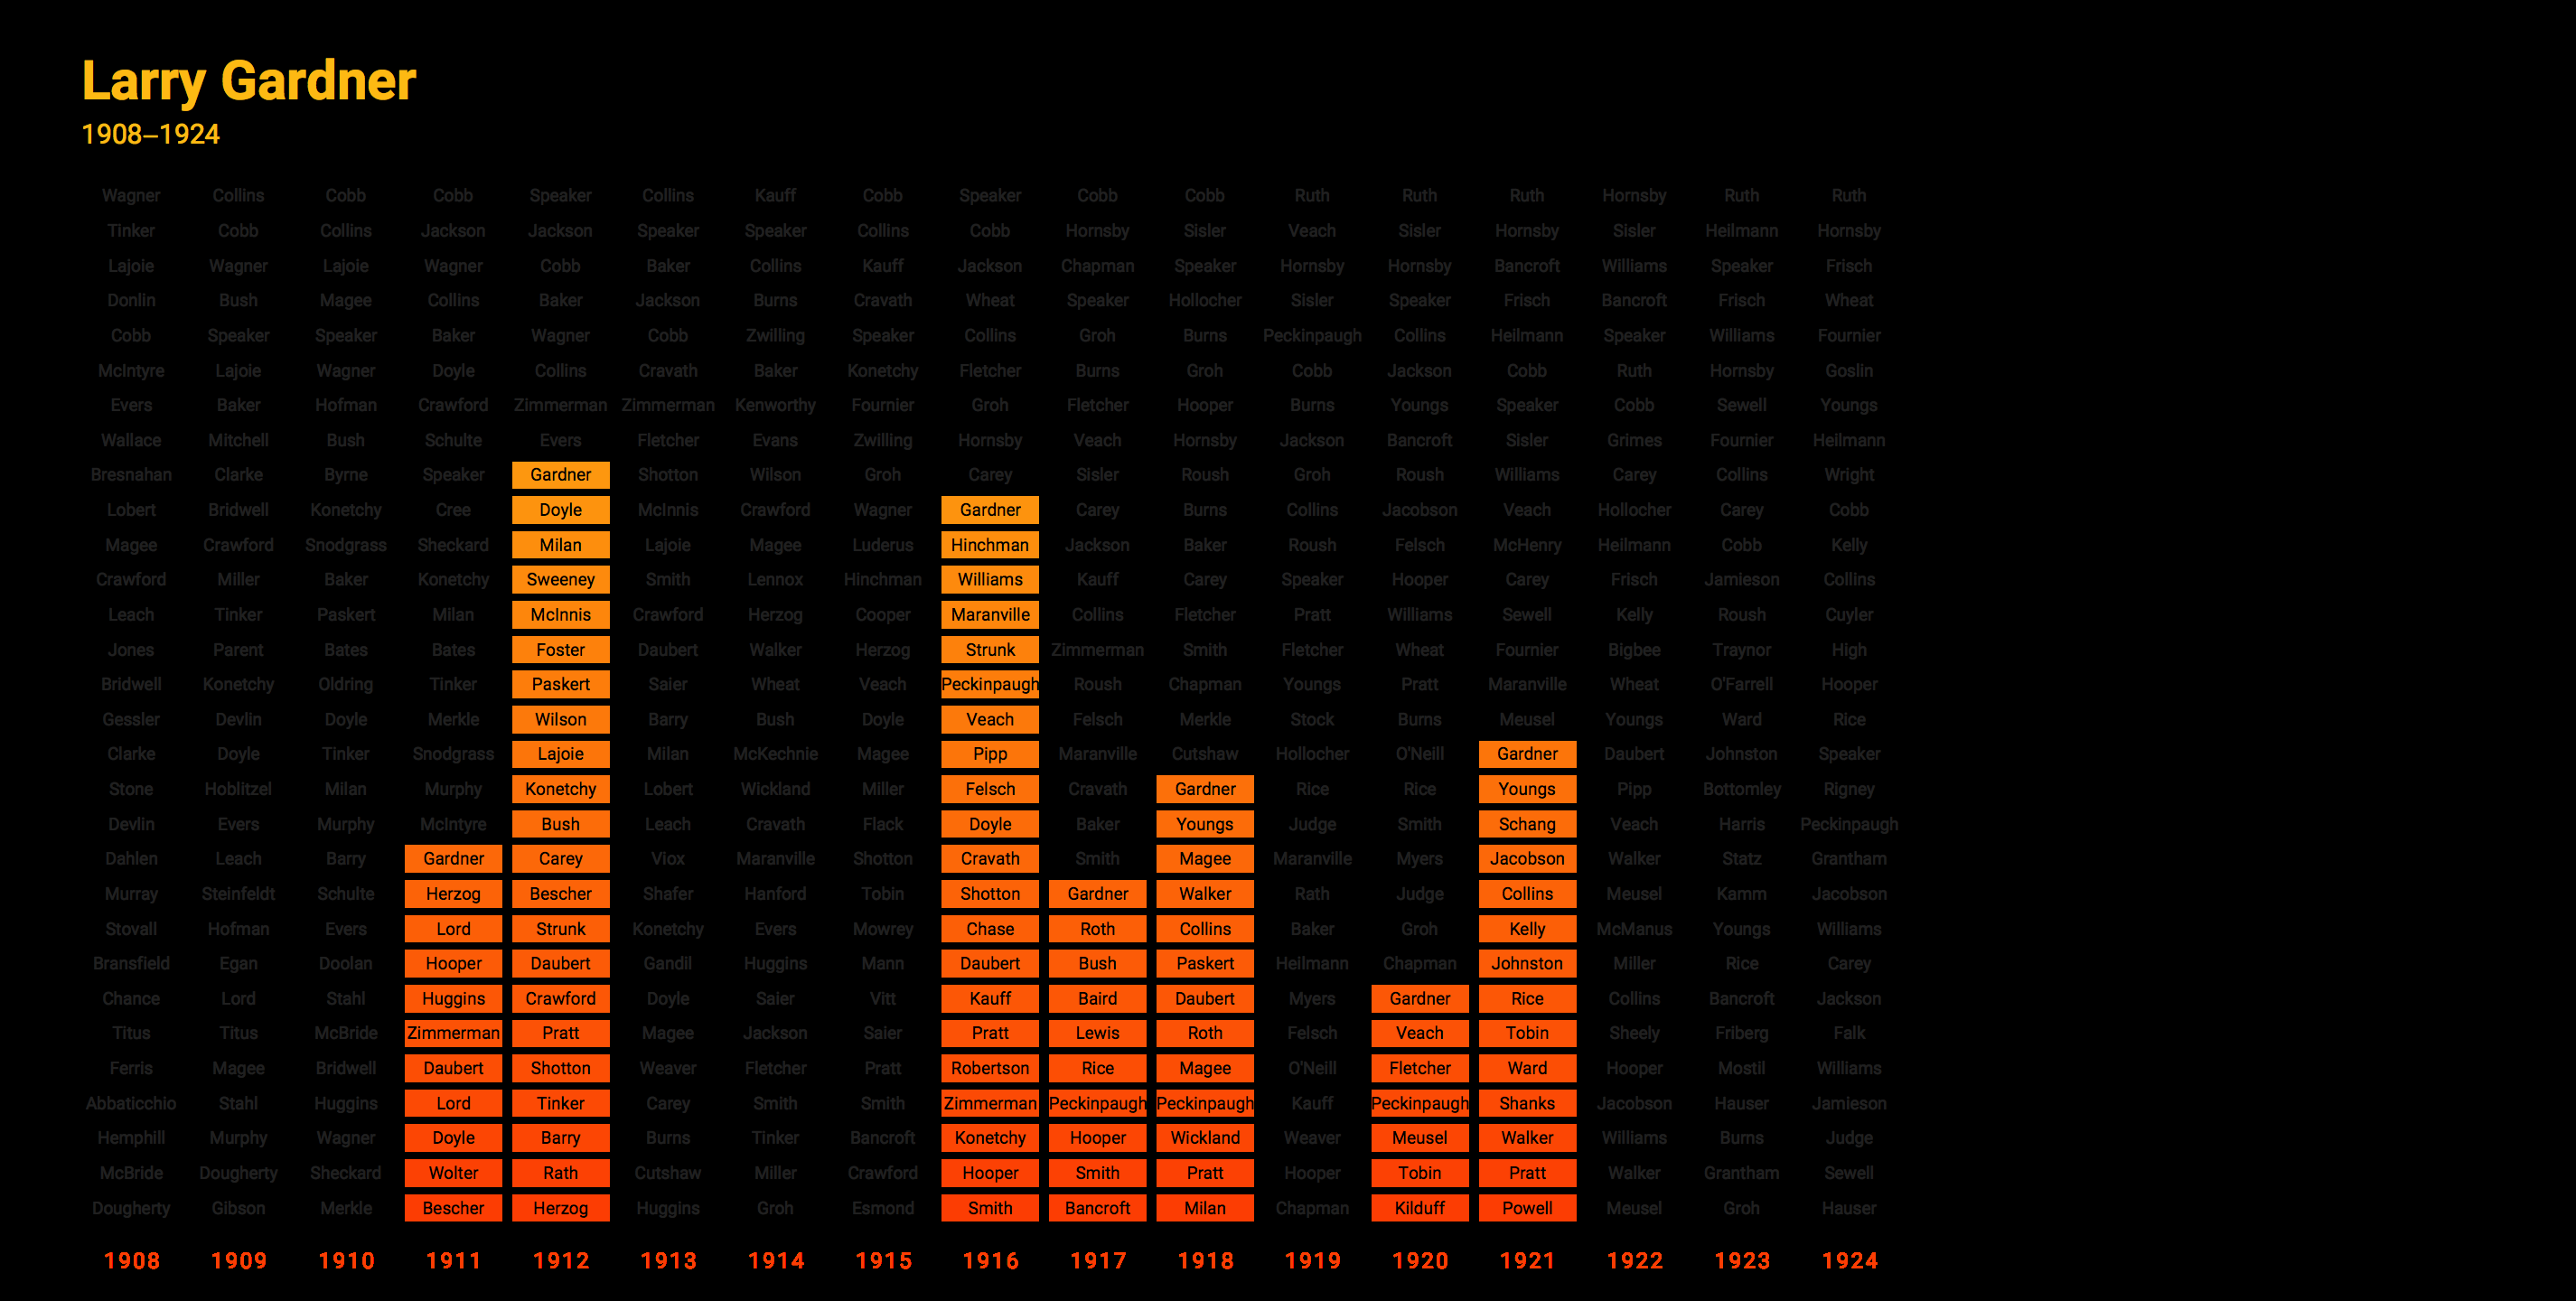 Larry Gardner
1908–1924
Wagner Collins Cobb Cobb Speaker Collins Kauff Cobb Speaker Cobb Cobb Ruth Ruth Ruth Hornsby Ruth Ruth
Tinker Cobb Collins Jackson Jackson Speaker Speaker Collins Cobb Hornsby Sisler Veach Sisler Hornsby Sisler Heilmann Hornsby
Lajoie Wagner Lajoie Wagner Cobb Baker Collins Kauff Jackson Chapman Speaker Hornsby Hornsby Bancroft Williams Speaker Frisch
Donlin Bush Magee Collins Baker Jackson Burns Cravath Wheat Speaker Hollocher Sisler Speaker Frisch Bancroft Frisch Wheat
Cobb Speaker Speaker Baker Wagner Cobb Zwilling Speaker Collins Groh Burns Peckinpaugh Collins Heilmann Speaker Williams Fournier
McIntyre Lajoie Wagner Doyle Collins Cravath Baker Konetchy Fletcher Burns Groh Cobb Jackson Cobb Ruth Hornsby Goslin
Evers Baker Hofman Crawford Zimmerman Zimmerman Kenworthy Fournier Groh Fletcher Hooper Burns Youngs Speaker Cobb Sewell Youngs
Wallace Mitchell Bush Schulte Evers Fletcher Evans Zwilling Hornsby Veach Hornsby Jackson Bancroft Sisler Grimes Fournier Heilmann
Bresnahan Clarke Byrne Speaker Gardner Shotton Wilson Groh Carey Sisler Roush Groh Roush Williams Carey Collins Wright
Lobert Bridwell Konetchy Cree Doyle McInnis Crawford Wagner Gardner Carey Burns Collins Jacobson Veach Hollocher Carey Cobb
Magee Crawford Snodgrass Sheckard Milan Lajoie Magee Luderus Hinchman Jackson Baker Roush Felsch McHenry Heilmann Cobb Kelly
Crawford Miller Baker Konetchy Sweeney Smith Lennox Hinchman Williams Kauff Carey Speaker Hooper Carey Frisch Jamieson Collins
Leach Tinker Paskert Milan McInnis Crawford Herzog Cooper Maranville Collins Fletcher Pratt Williams Sewell Kelly Roush Cuyler
Jones Parent Bates Bates Foster Daubert Walker Herzog Strunk Zimmerman Smith Fletcher Wheat Fournier Bigbee Traynor High
Bridwell Konetchy Oldring Tinker Paskert Saier Wheat Veach Peckinpaugh Roush Chapman Youngs Pratt Maranville Wheat O'Farrell Hooper
Gessler Devlin Doyle Merkle Wilson Barry Bush Doyle Veach Felsch Merkle Stock Burns Meusel Youngs Ward Rice
Clarke Doyle Tinker Snodgrass Lajoie Milan McKechnie Magee Pipp Maranville Cutshaw Hollocher O'Neill Gardner Daubert Johnston Speaker
Stone Hoblitzel Milan Murphy Konetchy Lobert Wickland Miller Felsch Cravath Gardner Rice Rice Youngs Pipp Bottomley Rigney
Devlin Evers Murphy McIntyre Bush Leach Cravath Flack Doyle Baker Youngs Judge Smith Schang Veach Harris Peckinpaugh
Dahlen Leach Barry Gardner Carey Viox Maranville Shotton Cravath Smith Magee Maranville Myers Jacobson Walker Statz Grantham
Murray Steinfeldt Schulte Herzog Bescher Shafer Hanford Tobin Shotton Gardner Walker Rath Judge Collins Meusel Kamm Jacobson
Stovall Hofman Evers Lord Strunk Konetchy Evers Mowrey Chase Roth Collins Baker Groh Kelly McManus Youngs Williams
Bransfield Egan Doolan Hooper Daubert Gandil Huggins Mann Daubert Bush Paskert Heilmann Chapman Johnston Miller Rice Carey
Chance Lord Stahl Huggins Crawford Doyle Saier Vitt Kauff Baird Daubert Myers Gardner Rice Collins Bancroft Jackson
Titus Titus McBride Zimmerman Pratt Magee Jackson Saier Pratt Lewis Roth Felsch Veach Tobin Sheely Friberg Falk
Ferris Magee Bridwell Daubert Shotton Weaver Fletcher Pratt Robertson Rice Magee O'Neill Fletcher Ward Hooper Mostil Williams
Abbaticchio Stahl Huggins Lord Tinker Carey Smith Smith Zimmerman Peckinpaugh Peckinpaugh Kauff Peckinpaugh Shanks Jacobson Hauser Jamieson
Hemphill Murphy Wagner Doyle Barry Burns Tinker Bancroft Konetchy Hooper Wickland Weaver Meusel Walker Williams Burns Judge
McBride Dougherty Sheckard Wolter Rath Cutshaw Miller Crawford Hooper Smith Pratt Hooper Tobin Pratt Walker Grantham Sewell
Dougherty Gibson Merkle Bescher Herzog Huggins Groh Esmond Smith Bancroft Milan Chapman Kilduff Powell Meusel Groh Hauser
1908 1909 1910 1911 1912 1913 1914 1915 1916 1917 1918 1919 1920 1921 1922 1923 1924